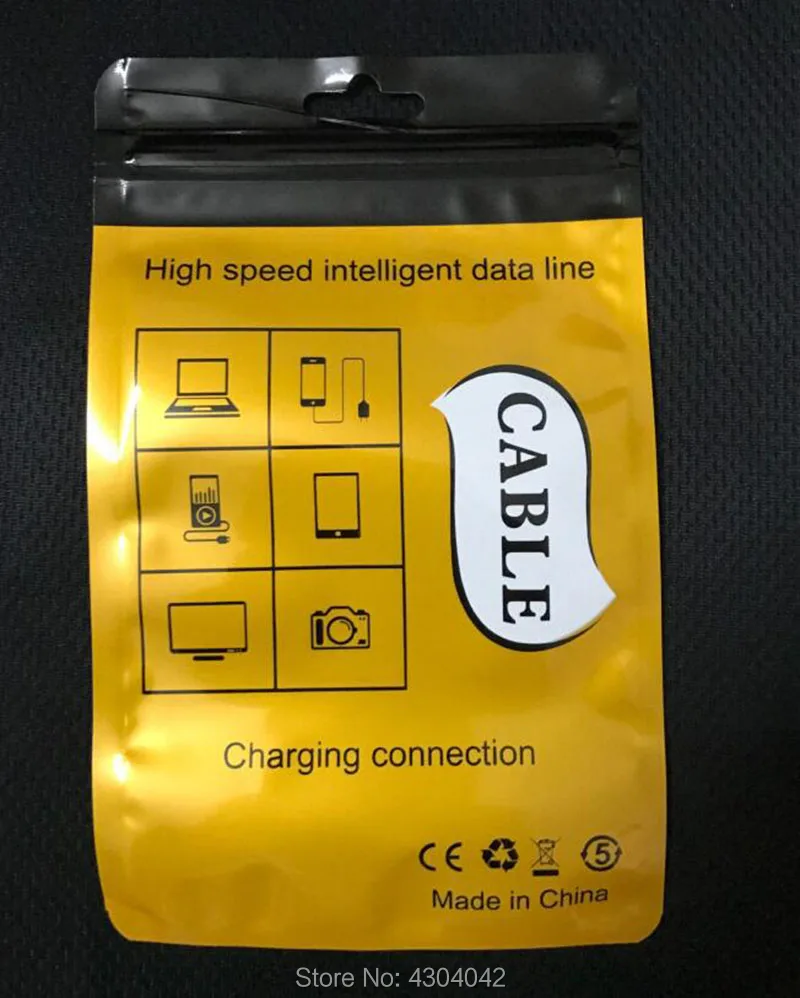 High speed intelligent data line
CABLE
Charging connection
CE 5
Made in China
Store No: 4304042